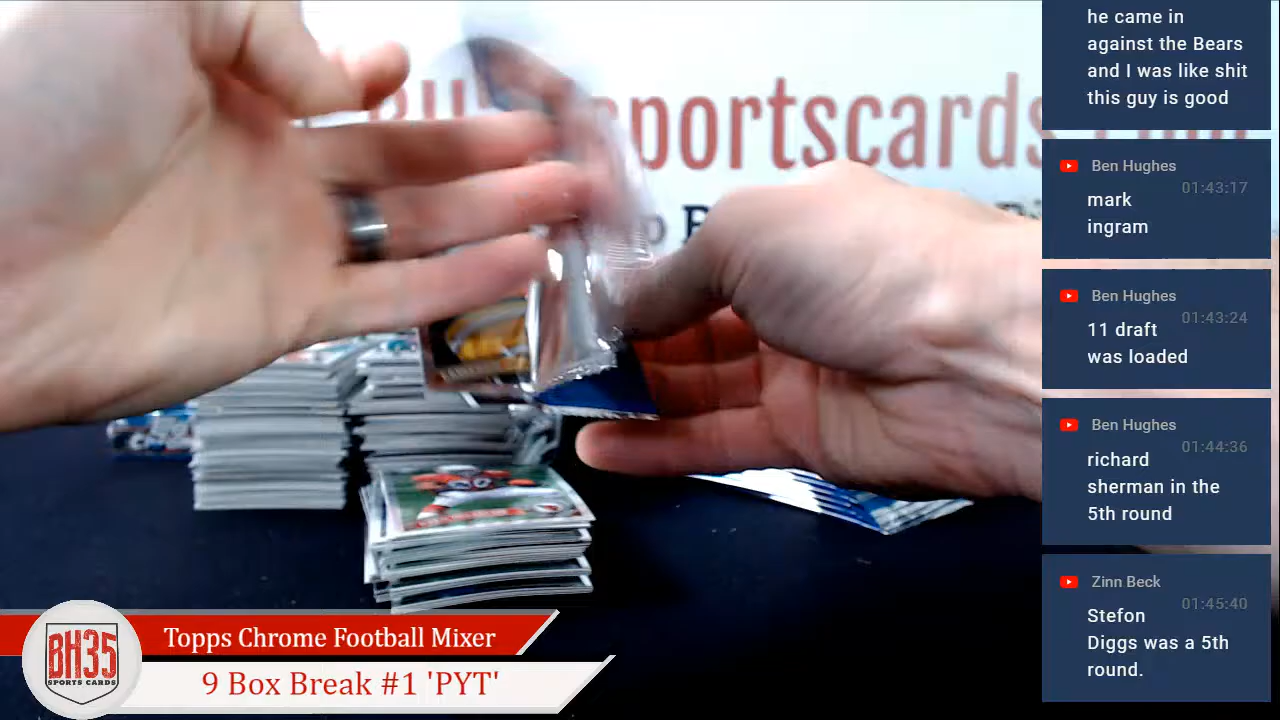 sportscards
he came in
against the Bears
and I was like shit
this guy is good
Ben Hughes
01:43:17
mark
ingram
Ben Hughes
01:43:24
11 draft
was loaded
Ben Hughes
01:44:36
richard
sherman in the
5th round
Zinn Beck
01:45:40
Stefon
Diggs was a 5th
round.
BH35
SPORTS CARDS
Topps Chrome Football Mixer
9 Box Break #1 'PYT'